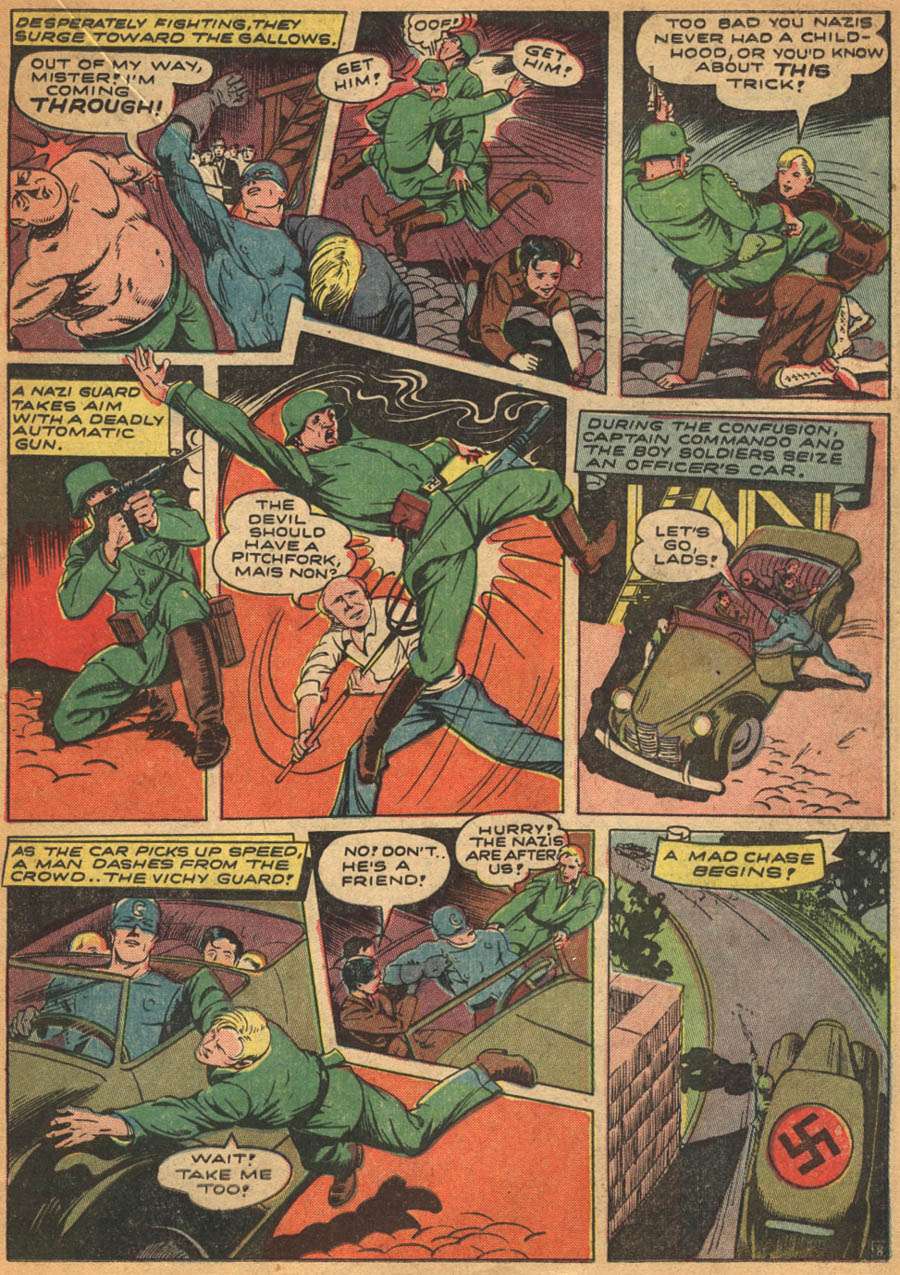 DESPERATELY FIGHTING, THEY
SURGE TOWARD THE GALLOWS.
OUT OF MY WAY,
MISTER! I'M
COMING
THROUGH!
OOF!
GET
HIM!
GET
HIM!
TOO BAD YOU NAZIS
NEVER HAD A CHILD-
HOOD, OR YOU'D KNOW
ABOUT THIS
TRICK!
A NAZI GUARD
TAKES AIM
WITH A DEADLY
AUTOMATIC
GUN.
THE
DEVIL
SHOULD
HAVE A
PITCHFORK,
MAIS NON?
DURING THE CONFUSION,
CAPTAIN COMMANDO AND
THE BOY SOLDIERS SEIZE
AN OFFICER'S CAR.
LET'S
GO,
LADS!
AS THE CAR PICKS UP SPEED,
A MAN DASHES FROM THE
CROWD.. THE VICHY GUARD!
C
WAIT!
TAKE ME
TOO!
NO! DON'T..
HE'S A
FRIEND!
HURRY!
THE NAZIS
ARE AFTER
US!
A MAD CHASE
BEGINS!
8